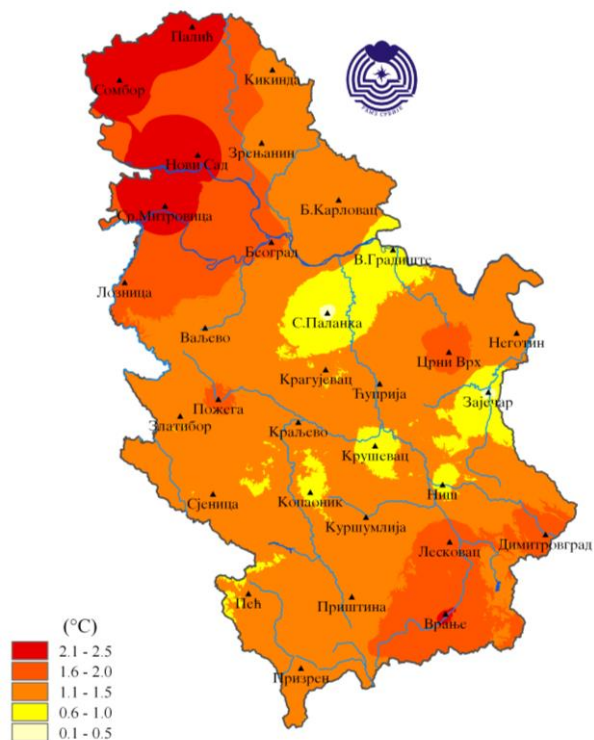 Палић
Кикинда
Сомбор
Зрењанин
Нови Сад
Б.Карловац
Ср.Митровица
Београд
В.Градиште
Лозница
С.Паланка
Ваљево
Неготин
Црни Врх
Крагујевац
Ћуприја
Зајечар
Пожега
Златибор
Краљево
Крушевац
Ниш
Сјеница
Копаоник
Куршумлија
Димитровград
Лесковац
Пећ
Приштина
Врање
Призрен
(°C)
2.1 - 2.5
1.6 - 2.0
1.1 - 1.5
0.6 - 1.0
0.1 - 0.5